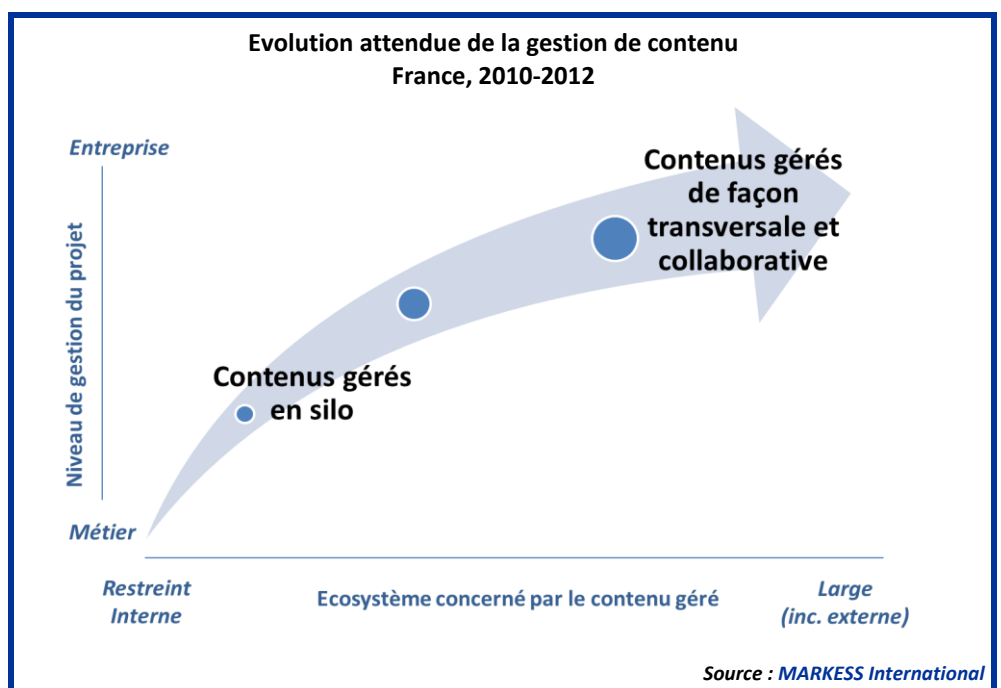 Evolution attendue de la gestion de contenu
France, 2010-2012
Entreprise
Niveau de gestion du projet
Métier
Contenus gérés
en silo
Contenus gérés
de façon
transversale et
collaborative
Restreint
Interne
Ecosystème concerné par le contenu géré
Large
(inc. externe)
Source : MARKESS International